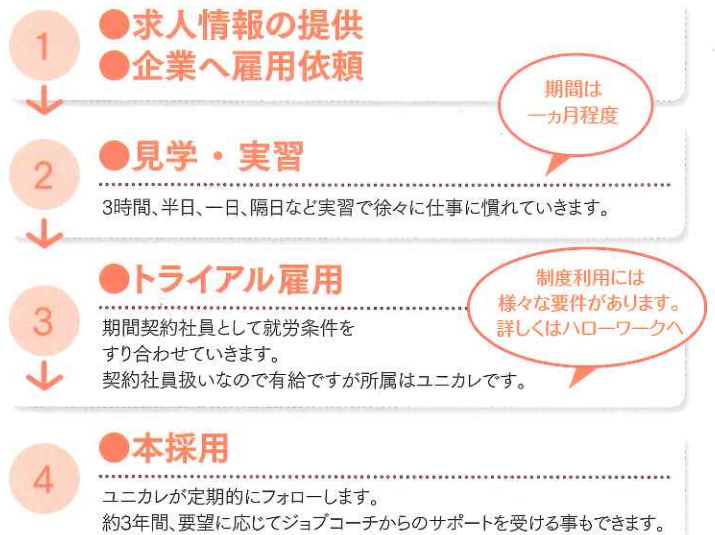 1
●求人情報の提供
●企業へ雇用依頼
期間は
一ヵ月程度
2
●見学・実習
3時間、半日、一日、隔日など実習で徐々に仕事に慣れていきます。
3
●トライアル雇用
制度利用には
様々な要件があります。
詳しくはハローワークへ
期間契約社員として就労条件を
すり合わせていきます。
契約社員扱いなので有給ですが所属はユニカレです。
4
●本採用
ユニカレが定期的にフォローします。
約3年間、要望に応じてジョブコーチからのサポートを受ける事もできます。